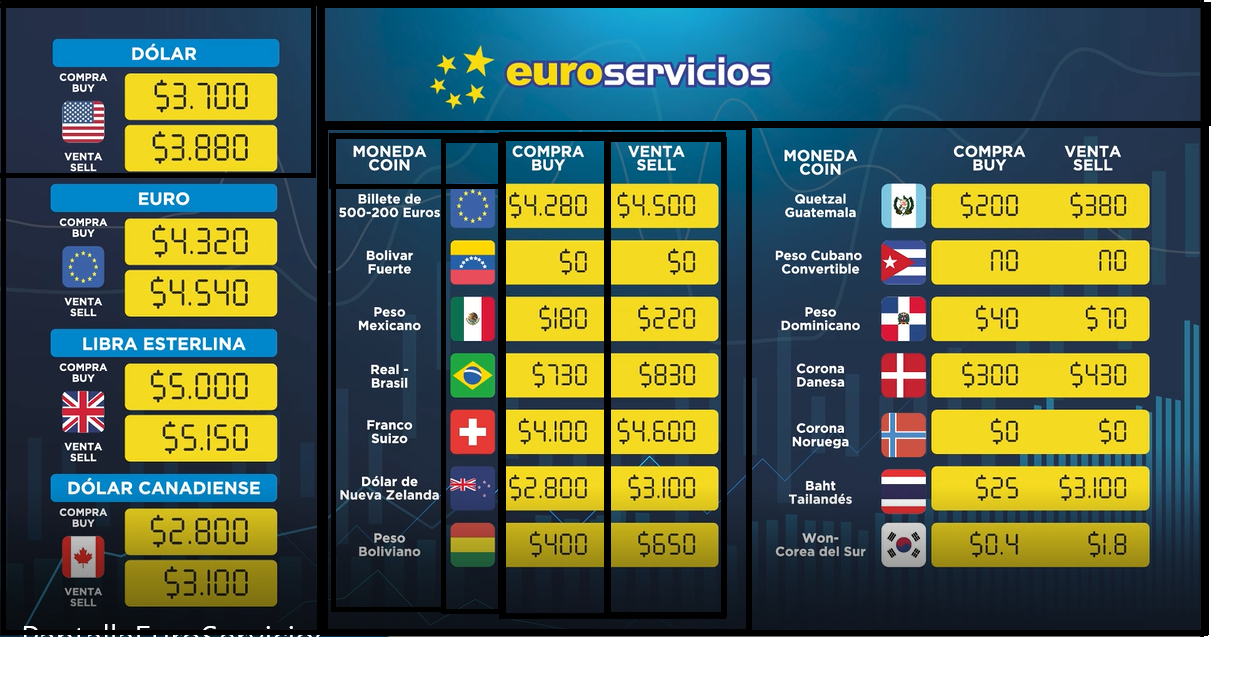 DÓLAR
COMPRA
BUY
$3.700
VENTA
SELL
$3.880
EURO
COMPRA
BUY
$4.320
VENTA
SELL
$4.540
LIBRA ESTERLINA
COMPRA
BUY
$5.000
VENTA
SELL
$5.150
DÓLAR CANADIENSE
COMPRA
BUY
$2.800
VENTA
SELL
$3.100
euroservicios
MONEDA
COIN
COMPRA
BUY
VENTA
SELL
Billete de
500-200 Euros
$4.280 $4.500
Bolivar
Fuerte
$0 $0
Peso
Mexicano
$180 $220
Real -
Brasil
$730 $830
Franco
Suizo
$4.100 $4.600
Dólar de
Nueva Zelanda
$2.800 $3.100
Peso
Boliviano
$400 $650
MONEDA
COIN
COMPRA
BUY
VENTA
SELL
Quetzal
Guatemala
$200 $380
Peso Cubano
Convertible
no no
Peso
Dominicano
$40 $70
Corona
Danesa
$300 $430
Corona
Noruega
$0 $0
Baht
Tailandés
$25 $3.100
Won-
Corea del Sur
$0.4 $1.8